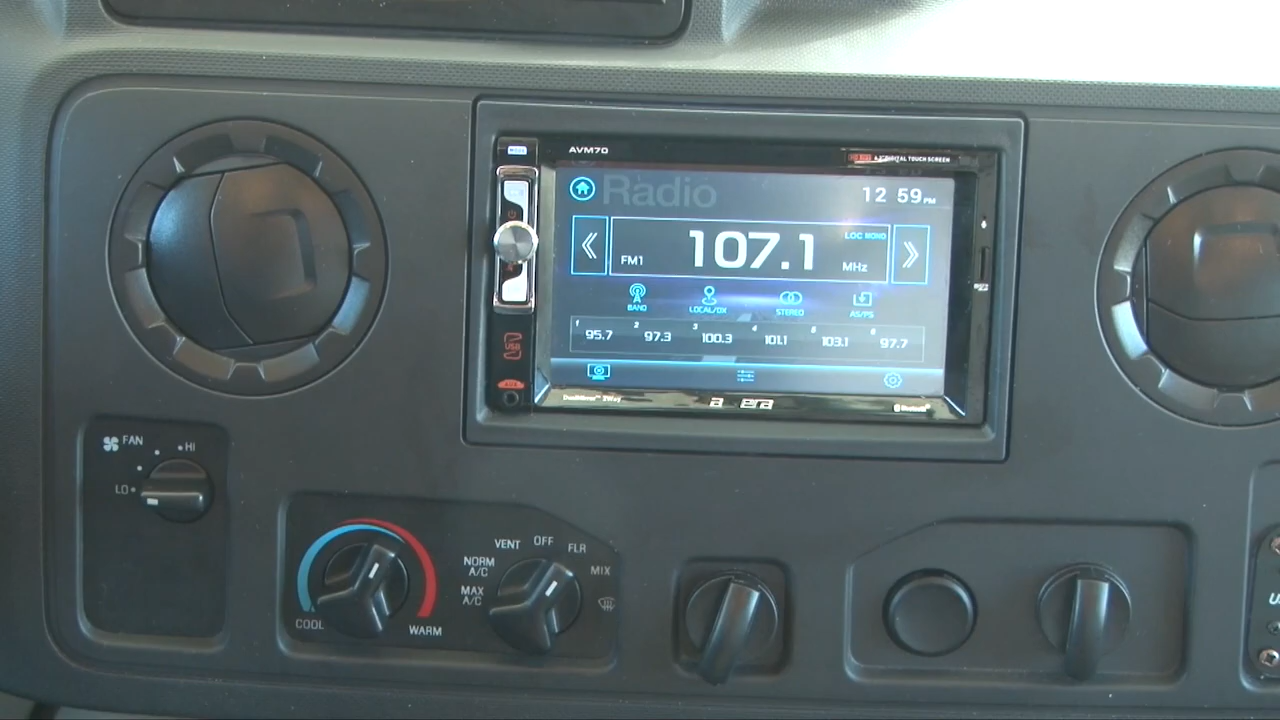 AVM70
DIGITAL TOUCH SCREEN
Radio
12 59 PM
LOC MONO
FM1
107.1
MHz
BAND
LOCAL/DX
STEREO
AS/PS
1 2 3 4 5 6
95.7 97.3 100.3 101.1 103.1 97.7
USB
AUX
Bluetooth
FAN
HI
LO
COOL
WARM
OFF
VENT
FLR
NORM
A/C
MIX
MAX
A/C